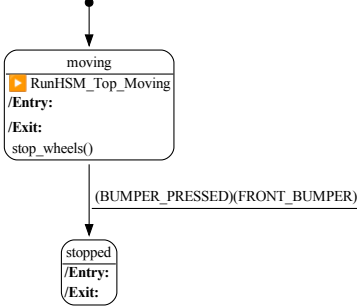 moving
▶️ RunHSM_Top_Moving
/Entry:
/Exit:
stop_wheels()
(BUMPER_PRESSED)(FRONT_BUMPER)
stopped
/Entry:
/Exit: